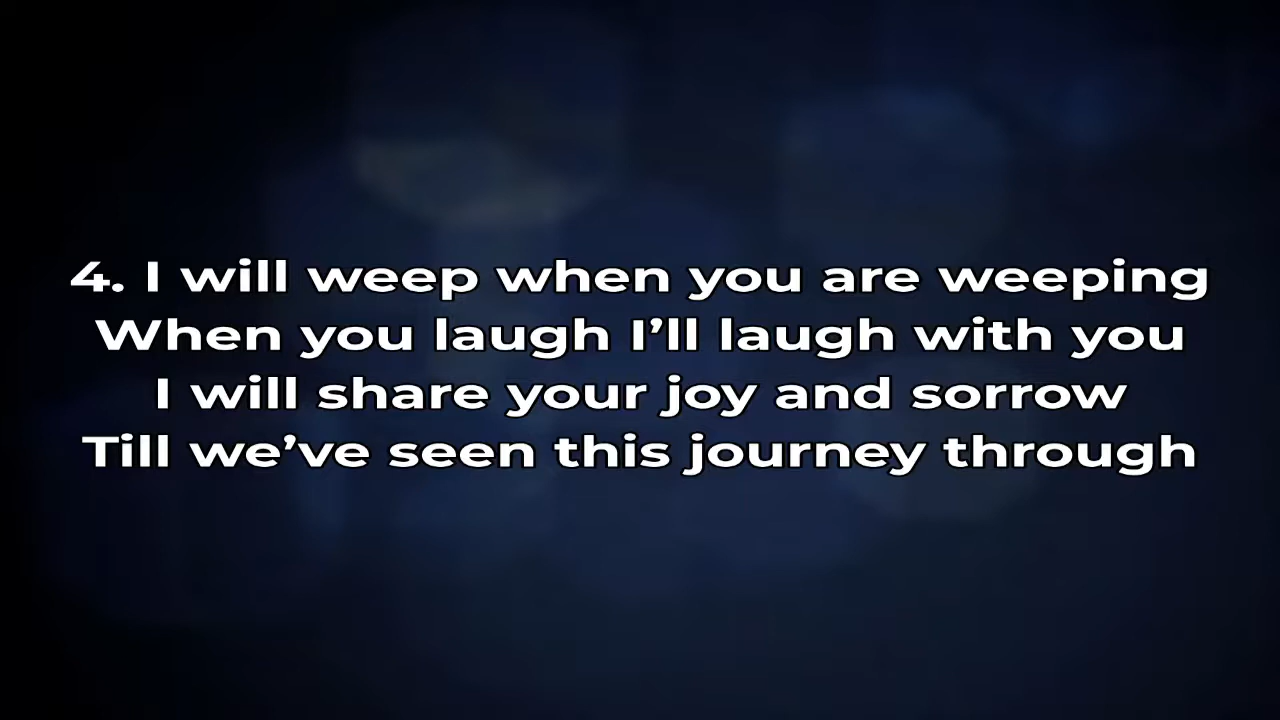 4. I will weep when you are weeping
When you laugh I’ll laugh with you
I will share your joy and sorrow
Till we’ve seen this journey through